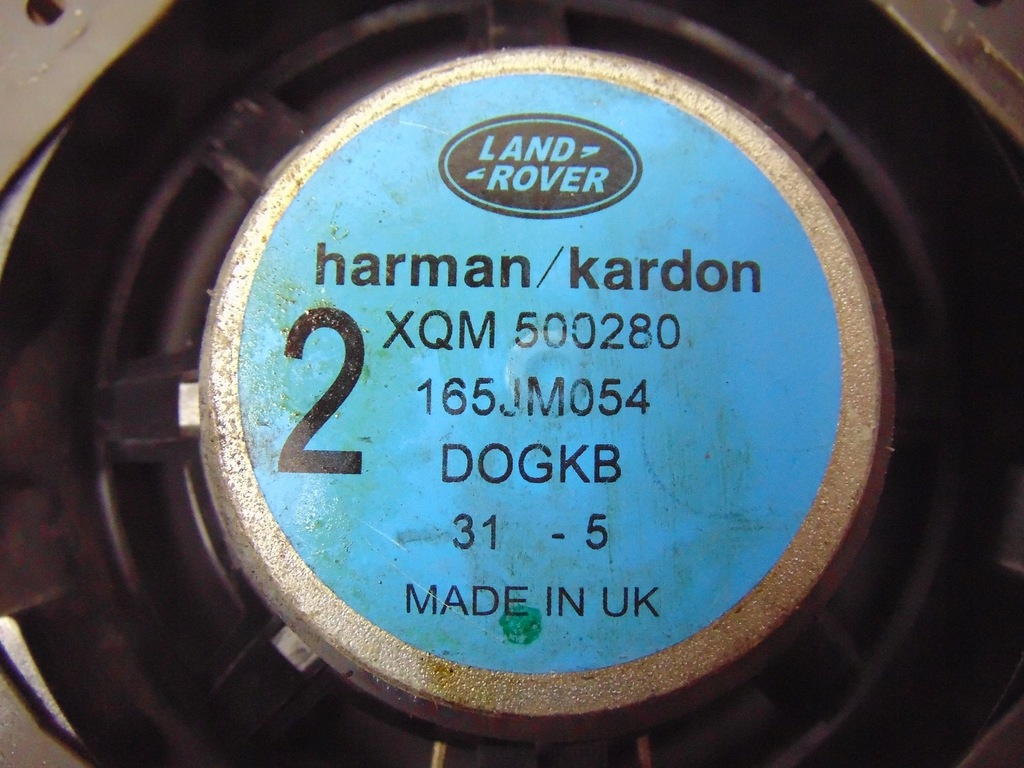 LAND
ROVER
harman/kardon
2
XQM 500280
165JM054
DOGKB
31 - 5
MADE IN UK